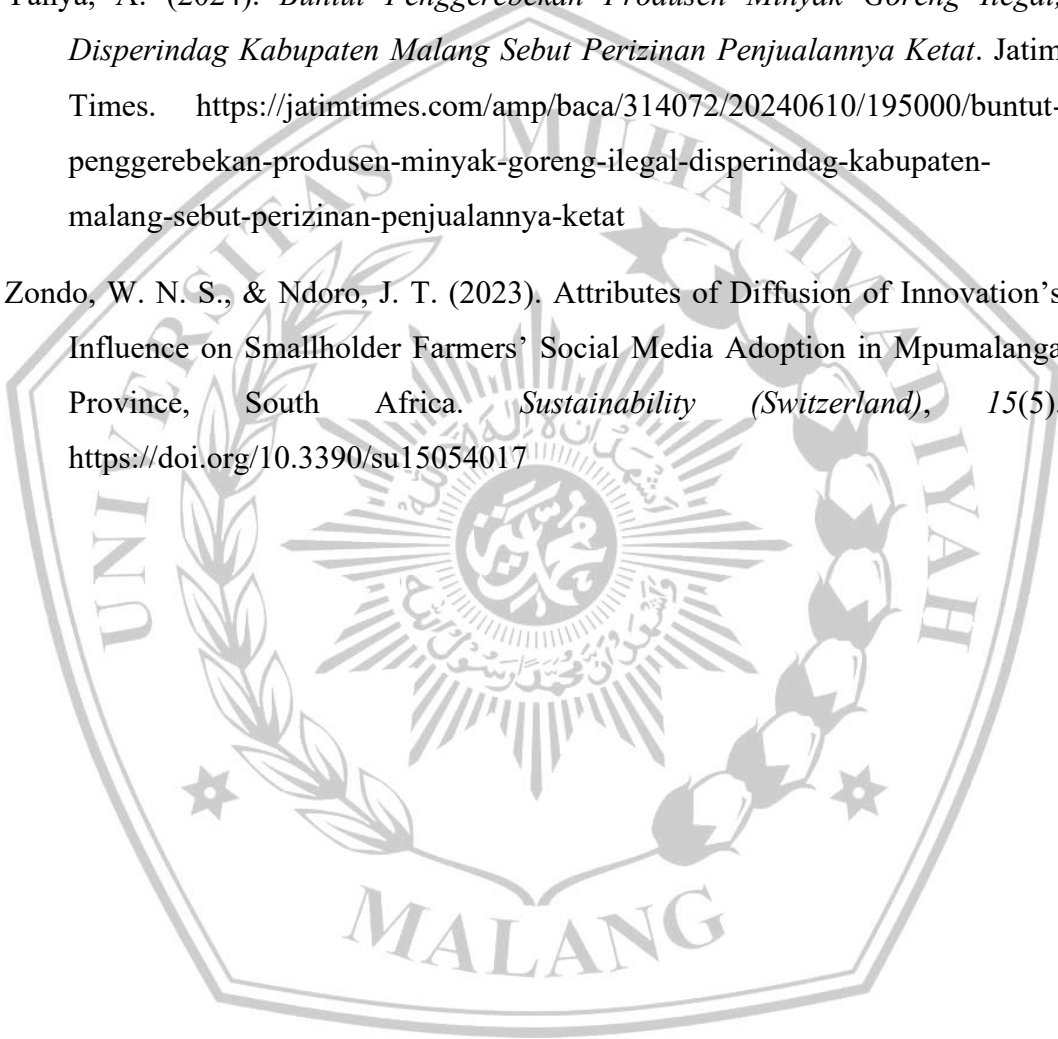 A. (2024). Buntut Penggerebekan Produsen Minyak Goreng Ilegal,
Disperindag Kabupaten Malang Sebut Perizinan Penjualannya Ketat. Jatim
Times. https://jatimtimes.com/amp/baca/314072/20240610/195000/buntut-
penggerebekan-produsen-minyak-goreng-ilegal-disperindag-kabupaten-
malang-sebut-perizinan-penjualannya-ketat
Zondo, W. N. S., & Ndoro, J. T. (2023). Attributes of Diffusion of Innovation’s
Influence on Smallholder Farmers’ Social Media Adoption in Mpumalanga
Province, South Africa. Sustainability (Switzerland), 15(5).
https://doi.org/10.3390/su15054017
UNIVERSITAS MUHAMMADIYAH
MALANG